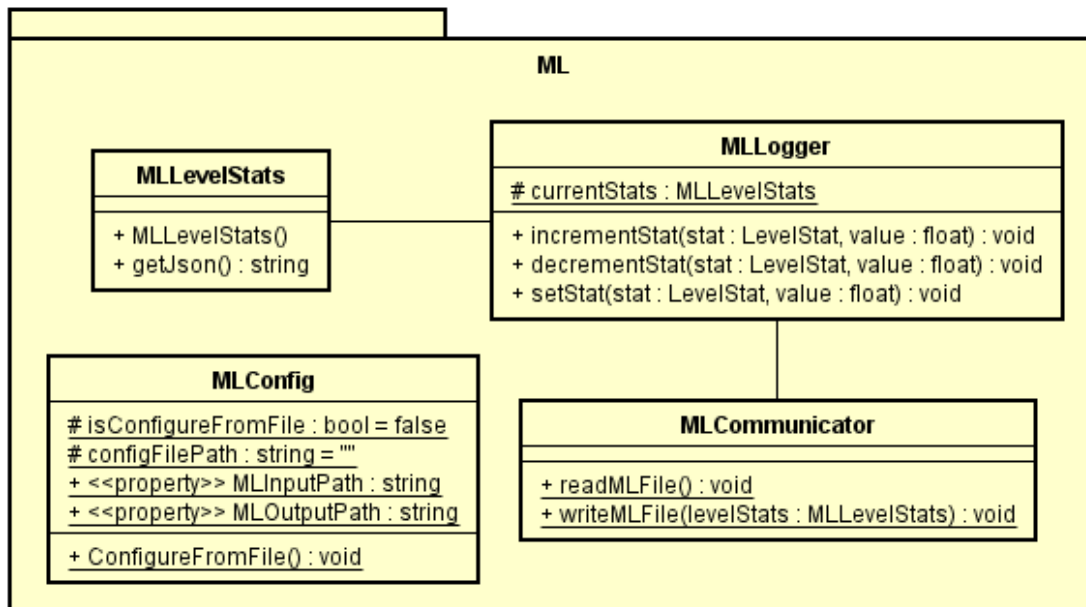 ML
MLLevelStats
+ MLLevelStats()
+ getJson() : string
MLLogger
# currentStats : MLLevelStats
+ incrementStat(stat : LevelStat, value : float) : void
+ decrementStat(stat : LevelStat, value : float) : void
+ setStat(stat : LevelStat, value : float) : void
MLConfig
# isConfigureFromFile : bool = false
# configFilePath : string = ""
+ <<property>> MLInputPath : string
+ <<property>> MLOutputPath : string
+ ConfigureFromFile() : void
MLCommunicator
+ readMLFile() : void
+ writeMLFile(levelStats : MLLevelStats) : void